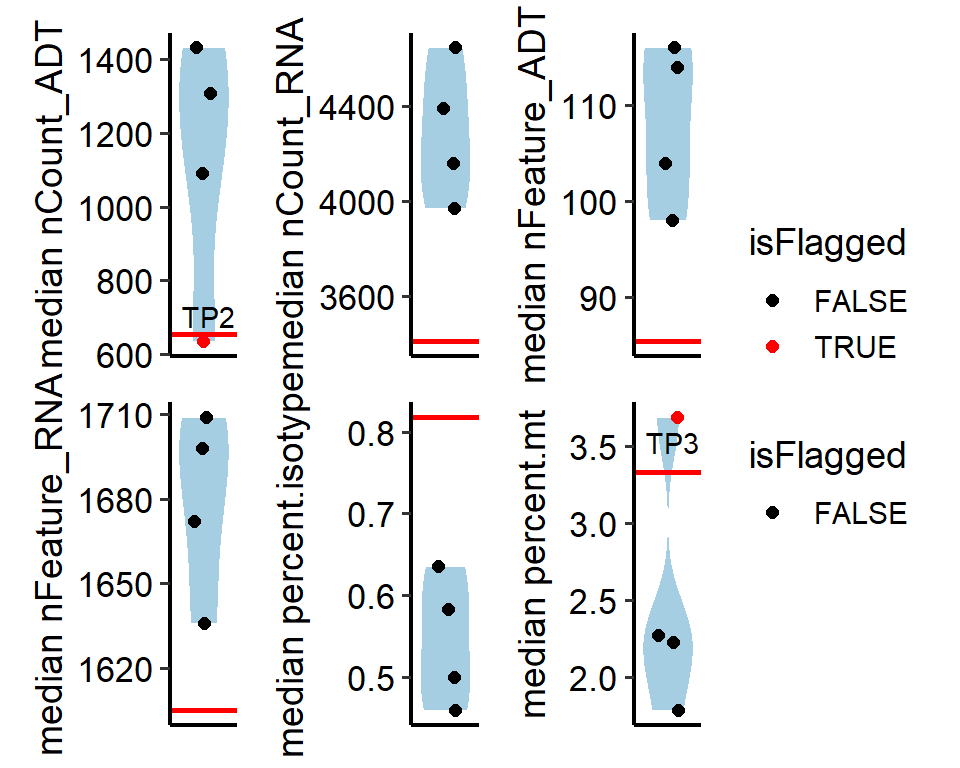 median nCount_ADT
1400
1200
1000
800
600
TP2
median nCount_RNA
4400
4000
3600
median nFeature_ADT
110
100
90
isFlagged
FALSE
TRUE
median nFeature_RNA
1710
1680
1650
1620
median percent.isotype
0.8
0.7
0.6
0.5
median percent.mt
3.5
3.0
2.5
2.0
TP3
isFlagged
FALSE